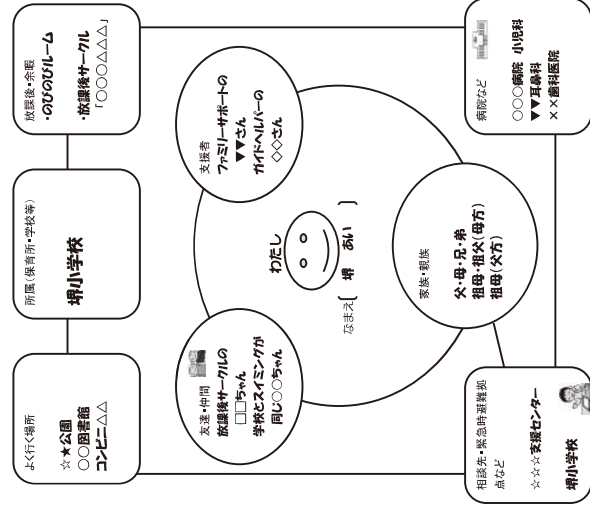 よく行く場所
☆★公園
○○図書館
コンビニ△△
所属(保育所・学校等)
堺小学校
放課後・余暇
・のびのびルーム
・放課後サークル
「○○○△△△」
友達・仲間
放課後サークルの
□□ちゃん
学校とスイミングが
同じ○○ちゃん
わたし
なまえ〔 堺 あい 〕
支援者
ファミリーサポートの
▼▼さん
ガイドヘルパーの
◇◇さん
家族・親族
父・母・兄・弟
祖母・祖父(母方)
祖母(父方)
相談先・緊急時避難拠
点など
☆☆☆支援センター
堺小学校
病院など
○○○病院 小児科
▼▼耳鼻科
××歯科医院